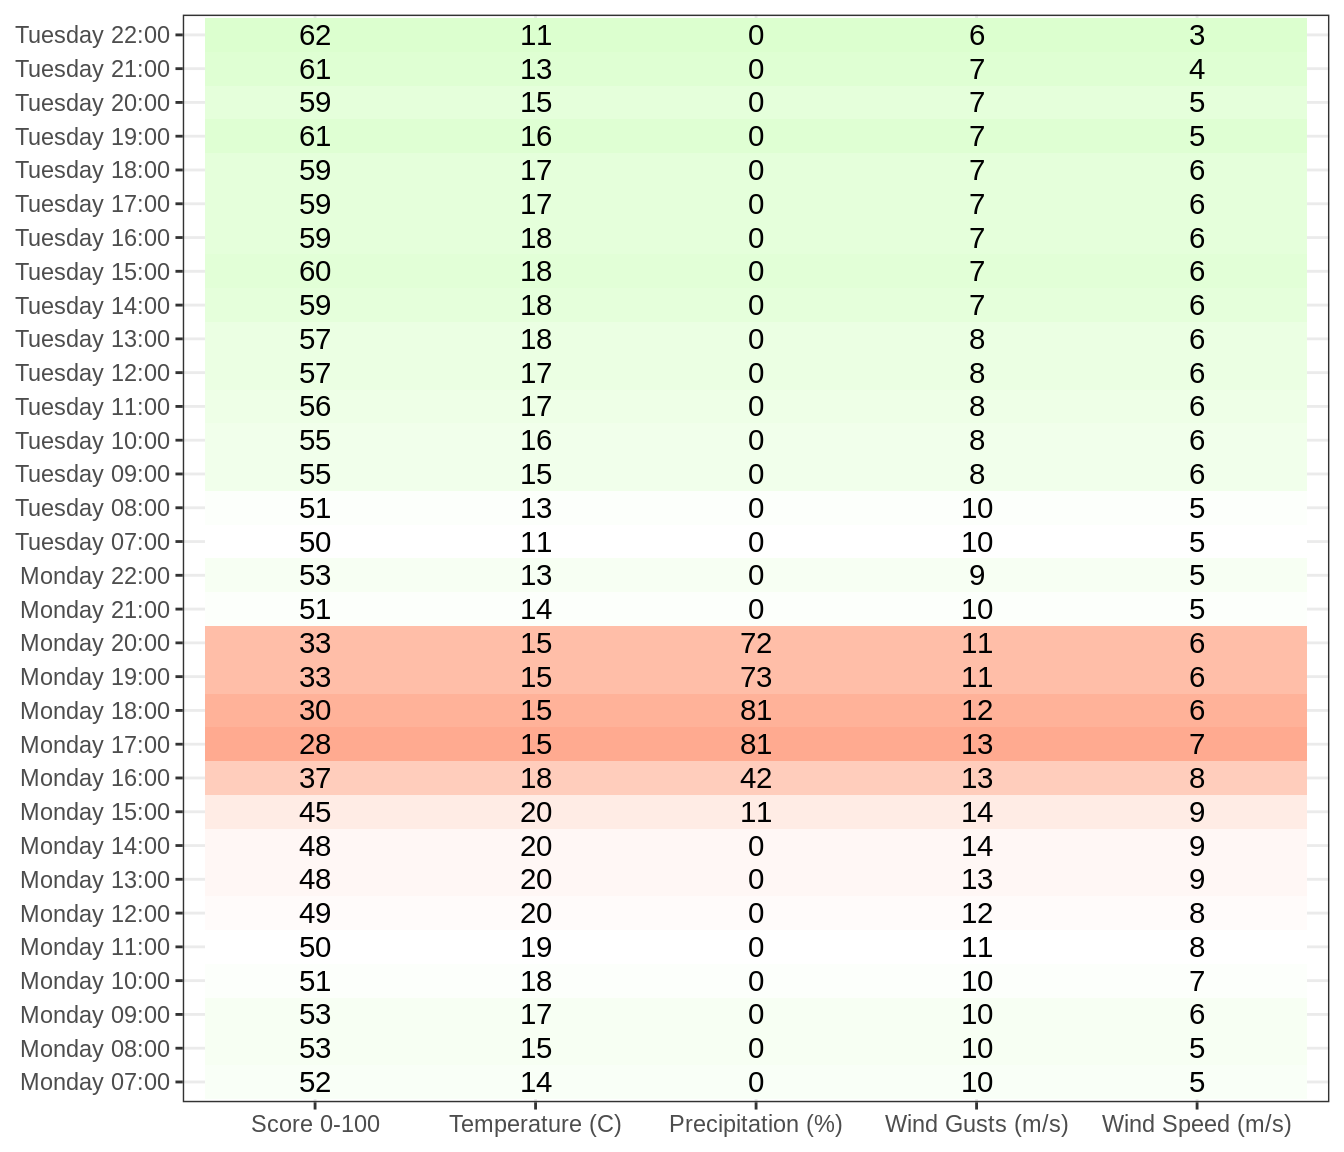 Tuesday 22:00 62 11 0 6 3
Tuesday 21:00 61 13 0 7 4
Tuesday 20:00 59 15 0 7 5
Tuesday 19:00 61 16 0 7 5
Tuesday 18:00 59 17 0 7 6
Tuesday 17:00 59 17 0 7 6
Tuesday 16:00 59 18 0 7 6
Tuesday 15:00 60 18 0 7 6
Tuesday 14:00 59 18 0 7 6
Tuesday 13:00 57 18 0 8 6
Tuesday 12:00 57 17 0 8 6
Tuesday 11:00 56 17 0 8 6
Tuesday 10:00 55 16 0 8 6
Tuesday 09:00 55 15 0 8 6
Tuesday 08:00 51 13 0 10 5
Tuesday 07:00 50 11 0 10 5
Monday 22:00 53 13 0 9 5
Monday 21:00 51 14 0 10 5
Monday 20:00 33 15 72 11 6
Monday 19:00 33 15 73 11 6
Monday 18:00 30 15 81 12 6
Monday 17:00 28 15 81 13 7
Monday 16:00 37 18 42 13 8
Monday 15:00 45 20 11 14 9
Monday 14:00 48 20 0 14 9
Monday 13:00 48 20 0 13 9
Monday 12:00 49 20 0 12 8
Monday 11:00 50 19 0 11 8
Monday 10:00 51 18 0 10 7
Monday 09:00 53 17 0 10 6
Monday 08:00 53 15 0 10 5
Monday 07:00 52 14 0 10 5
Score 0-100 Temperature (C) Precipitation (%) Wind Gusts (m/s) Wind Speed (m/s)